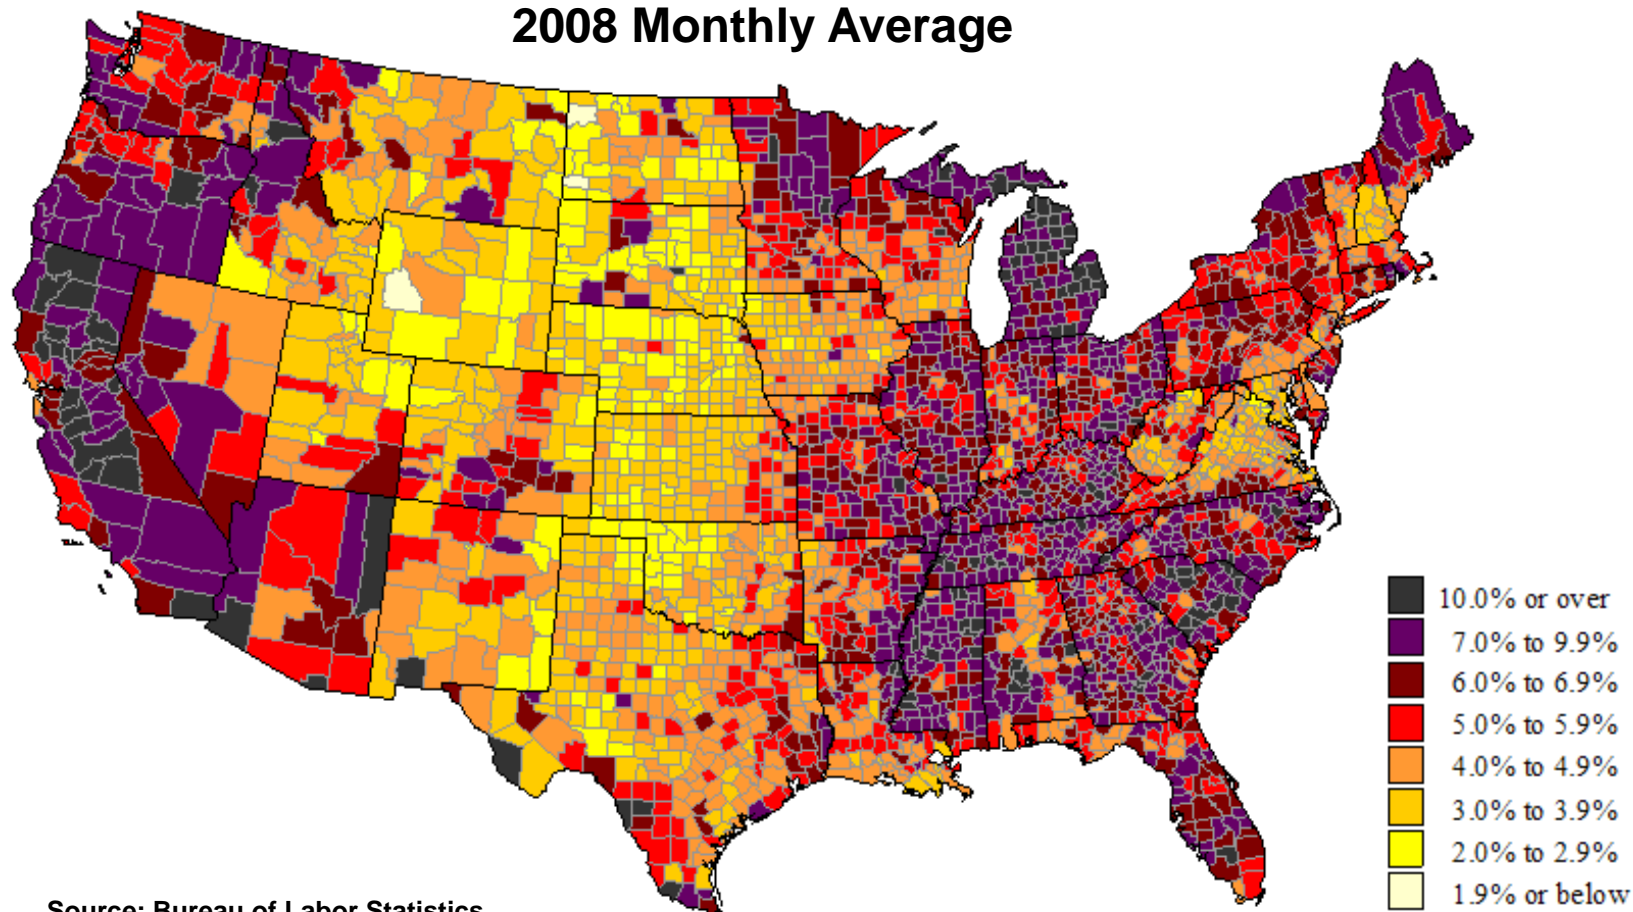 2008 Monthly Average
10.0% or over
7.0% to 9.9%
6.0% to 6.9%
5.0% to 5.9%
4.0% to 4.9%
3.0% to 3.9%
2.0% to 2.9%
1.9% or below
Source: Bureau of Labor Statistics